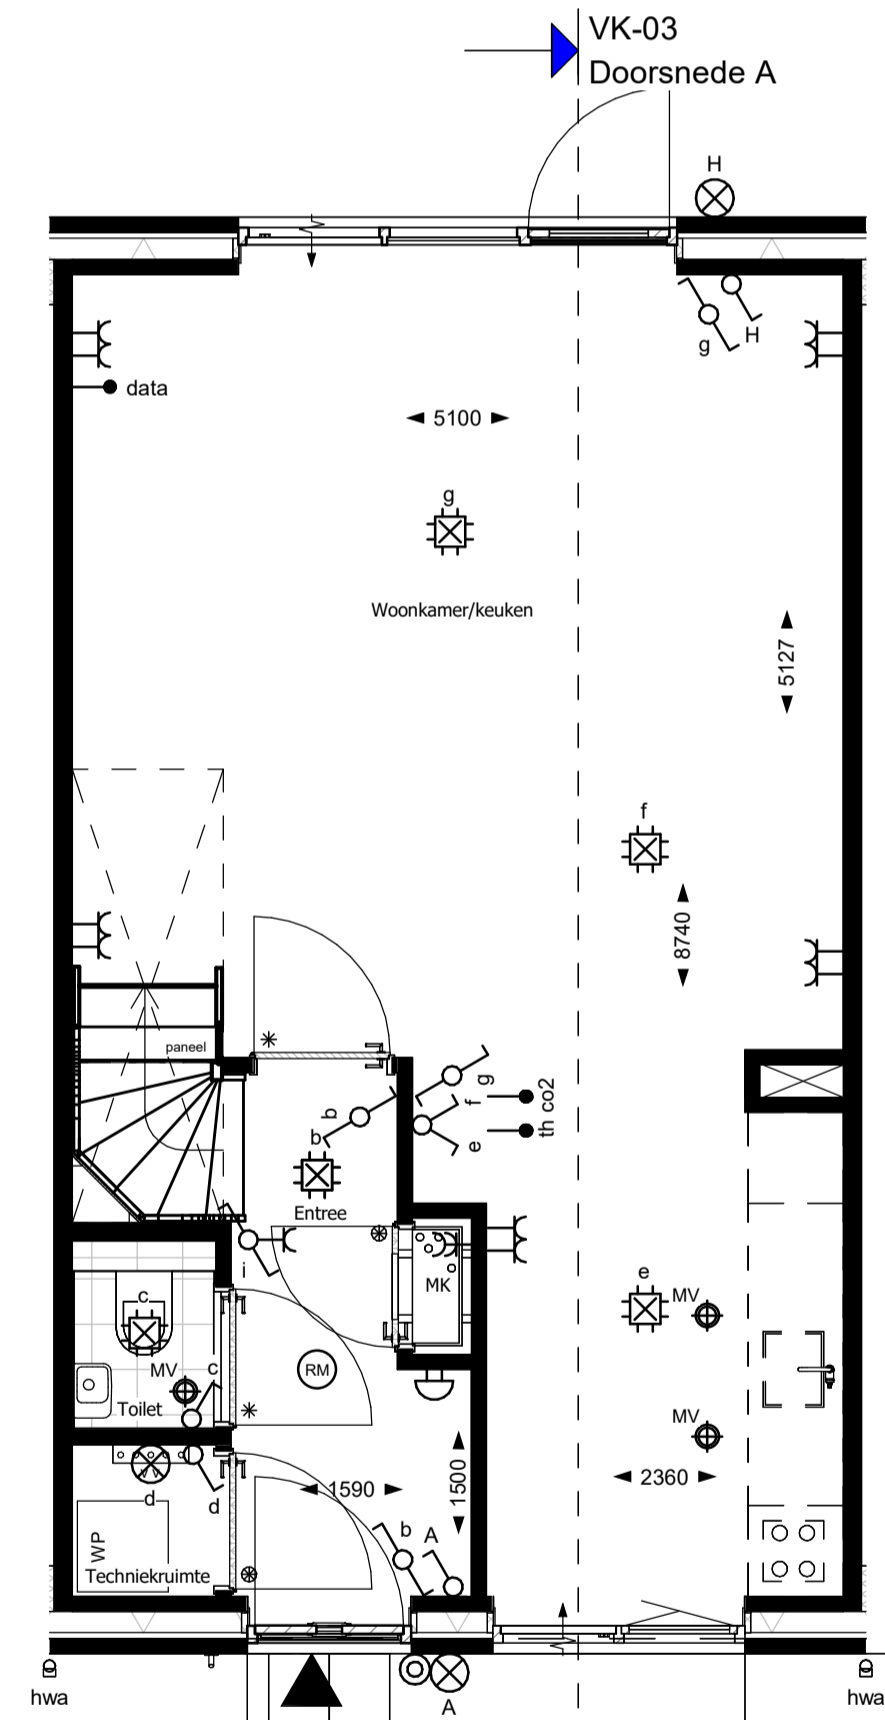 VK-03
Doorsnede A
H
g
H
data
5100
g
Woonkamer/keuken
5127
f
8740
paneel
g
f
e
th co2
b
b
Entree
i
MK
e
MV
c
MV
c
Toilet
RM
MV
d
d
1590
1500
2360
WP
Techniekruimte
b
A
hwa
A
hwa